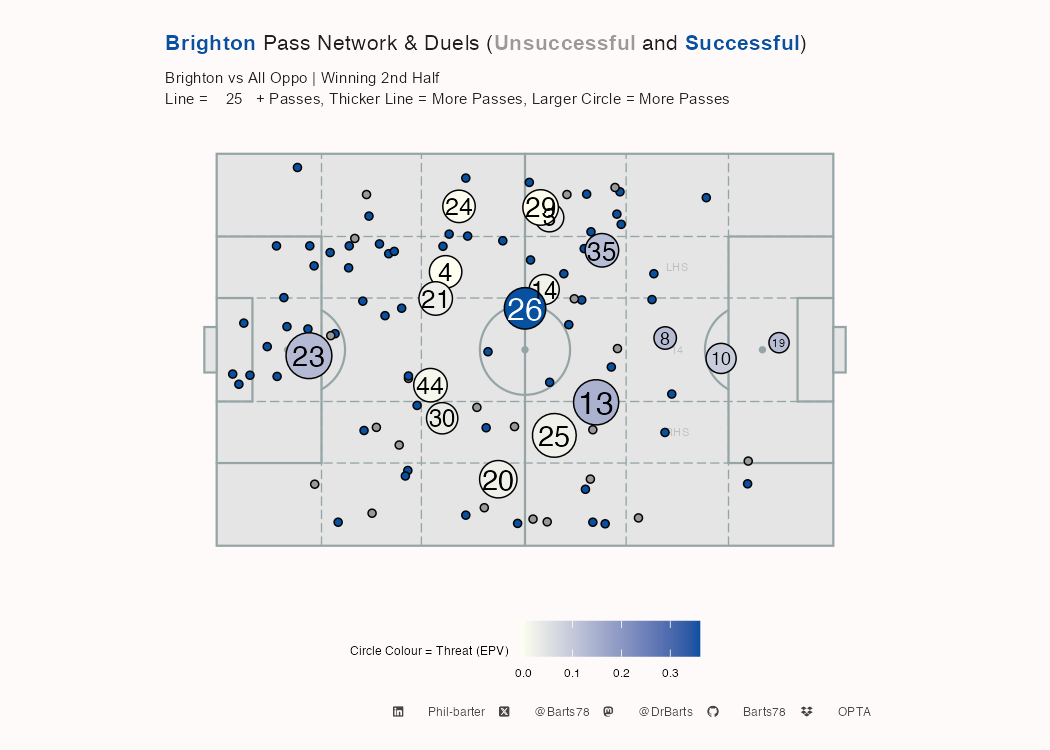 Brighton Pass Network & Duels (Unsuccessful and Successful)
Brighton vs All Oppo | Winning 2nd Half
Line = 25 + Passes, Thicker Line = More Passes, Larger Circle = More Passes
24
29
3
35
LHS
4
14
21
26
8
14
19
10
23
44
13
30
25
RHS
20
Circle Colour = Threat (EPV)
0.0 0.1 0.2 0.3
Phil-barter @Barts78 @DrBarts Barts78 OPTA